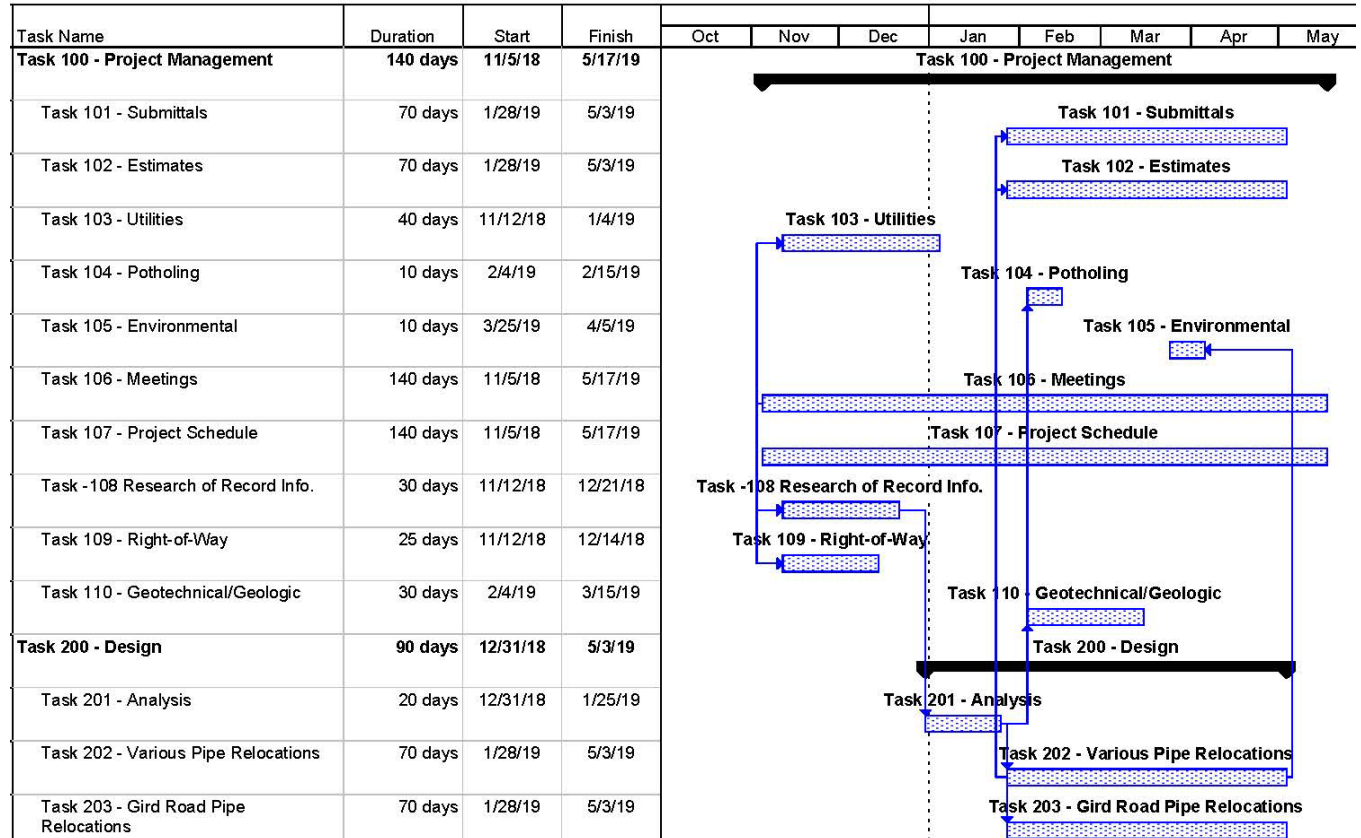 Task Name Duration Start Finish Oct Nov Dec Jan Feb Mar Apr May
Task 100 - Project Management 140 days 11/5/18 5/17/19 Task 100 - Project Management
Task 101 - Submittals 70 days 1/28/19 5/3/19 Task 101 - Submittals
Task 102 - Estimates 70 days 1/28/19 5/3/19 Task 102 - Estimates
Task 103 - Utilities 40 days 11/12/18 1/4/19 Task 103 - Utilities
Task 104 - Potholing 10 days 2/4/19 2/15/19 Task 104 - Potholing
Task 105 - Environmental 10 days 3/25/19 4/5/19 Task 105 - Environmental
Task 106 - Meetings 140 days 11/5/18 5/17/19 Task 106 - Meetings
Task 107 - Project Schedule 140 days 11/5/18 5/17/19 Task 107 - Project Schedule
Task -108 Research of Record Info. 30 days 11/12/18 12/21/18 Task -108 Research of Record Info.
Task 109 - Right-of-Way 25 days 11/12/18 12/14/18 Task 109 - Right-of-Way
Task 110 - Geotechnical/Geologic 30 days 2/4/19 3/15/19 Task 110 - Geotechnical/Geologic
Task 200 - Design 90 days 12/31/18 5/3/19 Task 200 - Design
Task 201 - Analysis 20 days 12/31/18 1/25/19 Task 201 - Analysis
Task 202 - Various Pipe Relocations 70 days 1/28/19 5/3/19 Task 202 - Various Pipe Relocations
Task 203 - Gird Road Pipe 70 days 1/28/19 5/3/19 Task 203 - Gird Road Pipe Relocations
Relocations